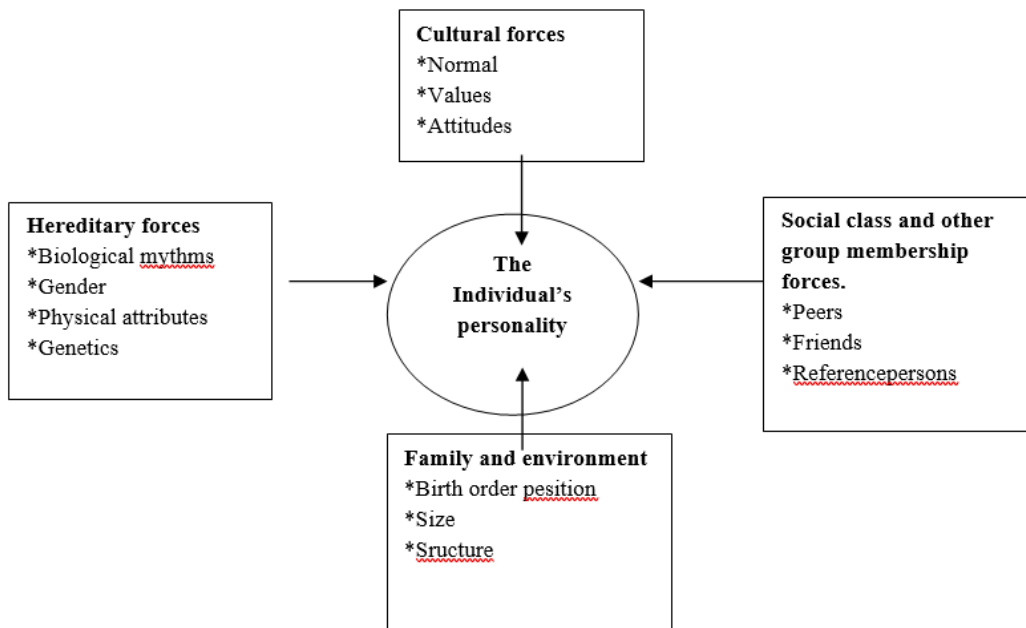 Cultural forces
*Normal
*Values
*Attitudes
Hereditary forces
*Biological mythms
*Gender
*Physical attributes
*Genetics
The
Individual’s
personality
Social class and other
group membership
forces.
*Peers
*Friends
*Referencepersons
Family and environment
*Birth order pesition
*Size
*Sructure